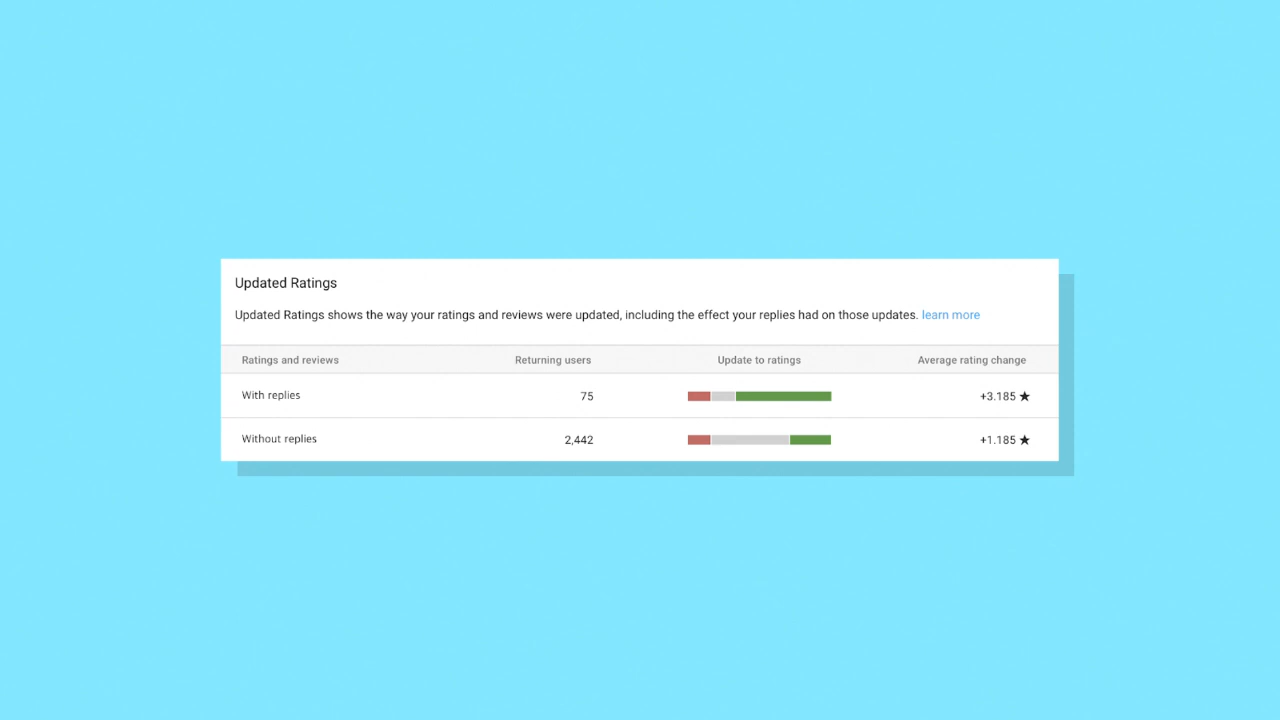 Updated Ratings
Updated Ratings shows the way your ratings and reviews were updated, including the effect your replies had on those updates. learn more
Ratings and reviews Returning users Update to ratings Average rating change
With replies 75 +3.185 ★
Without replies 2,442 +1.185 ★